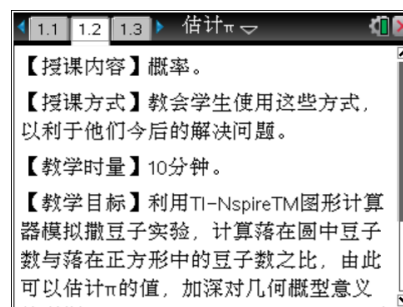 1.1 1.2 1.3 估计π
【授课内容】概率。
【授课方式】教会学生使用这些方式，
以利于他们今后的解决问题。
【教学时量】10分钟。
【教学目标】利用TI-NspireTM图形计算
器模拟撒豆子实验，计算落在圆中豆子
数与落在正方形中的豆子数之比，由此
可以估计π的值，加深对几何概型意义